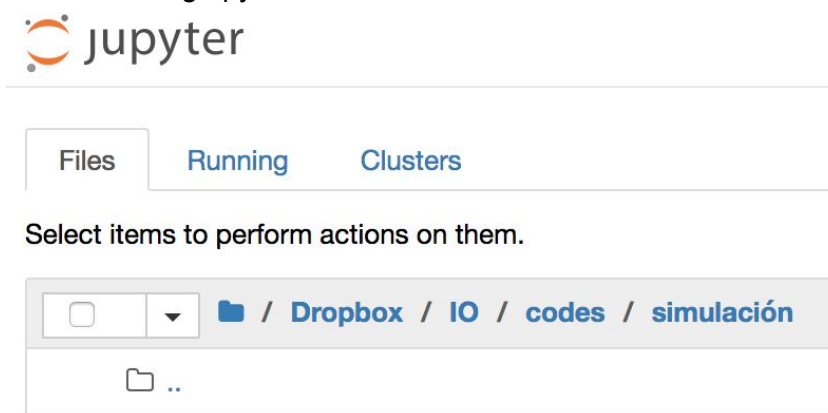 jupyter
Files Running Clusters
Select items to perform actions on them.
/ Dropbox / IO / codes / simulación
..